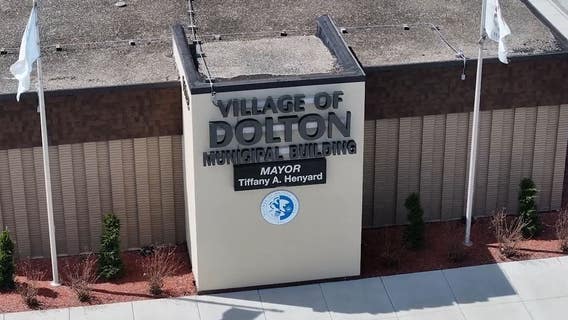 VILLAGE OF
DOLTON
MUNICIPAL BUILDING
MAYOR
Tiffany A. Henyard